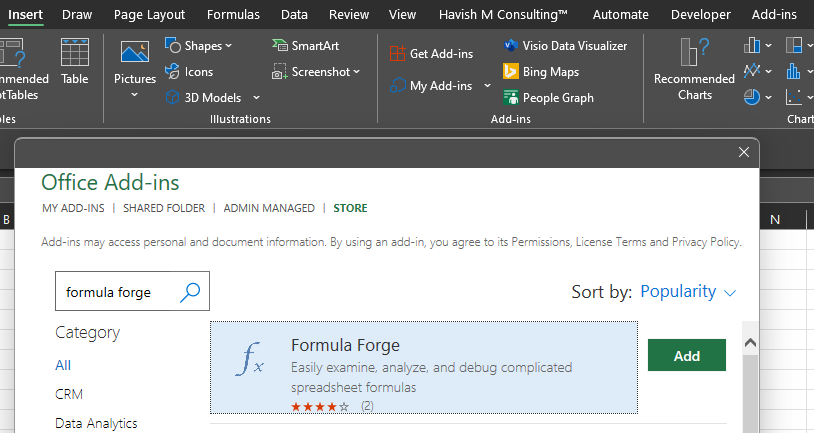 Insert Draw Page Layout Formulas Data Review View Havish M Consulting™ Automate Developer Add-ins
Table
Pictures
Shapes
Icons
3D Models
SmartArt
Screenshot
Illustrations
Get Add-ins
My Add-ins
Visio Data Visualizer
Bing Maps
People Graph
Add-ins
Recommended
Charts
Office Add-ins
MY ADD-INS | SHARED FOLDER | ADMIN MANAGED | STORE
B
N
Add-ins may access personal and document information. By using an add-in, you agree to its Permissions, License Terms and Privacy Policy.
formula forge
Sort by: Popularity
Category
All
CRM
Data Analytics
fx
Formula Forge
Easily examine, analyze, and debug complicated
spreadsheet formulas
(2)
Add